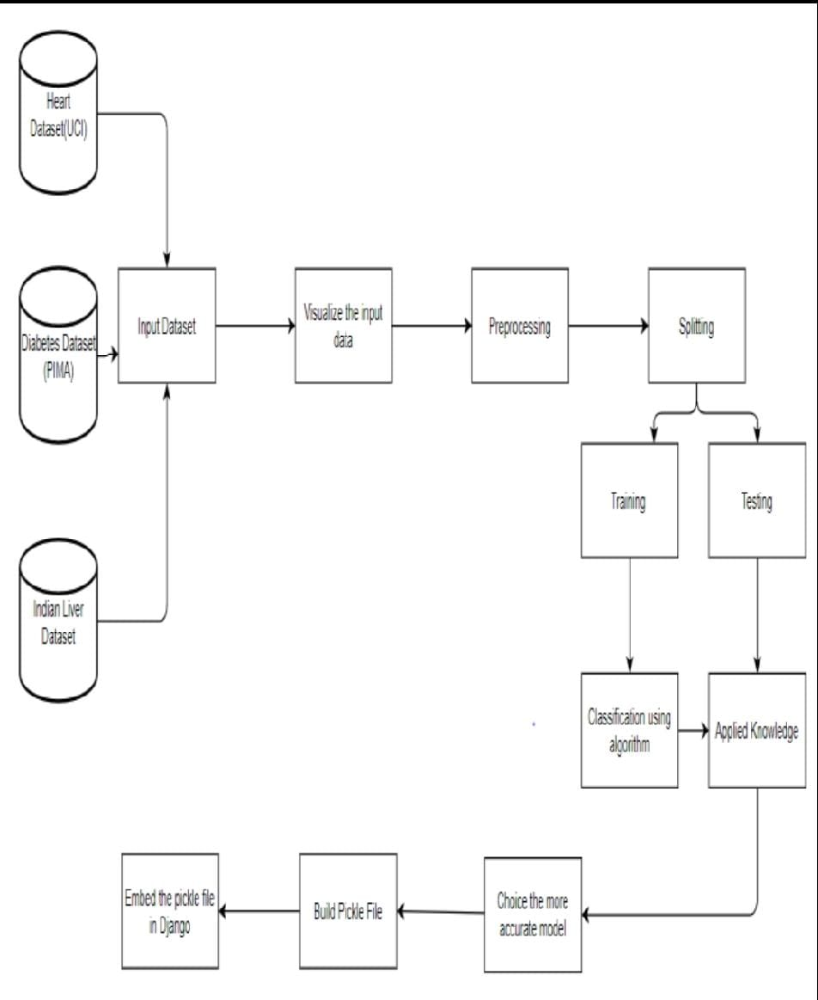 Heart
Dataset(UCI)
Diabetes Dataset
(PIMA)
Indian Liver
Dataset
Input Dataset
Visualize the input
data
Preprocessing
Splitting
Training
Testing
Classification using
algorithm
Applied Knowledge
Choice the more
accurate model
Build Pickle File
Embed the pickle file
in Django